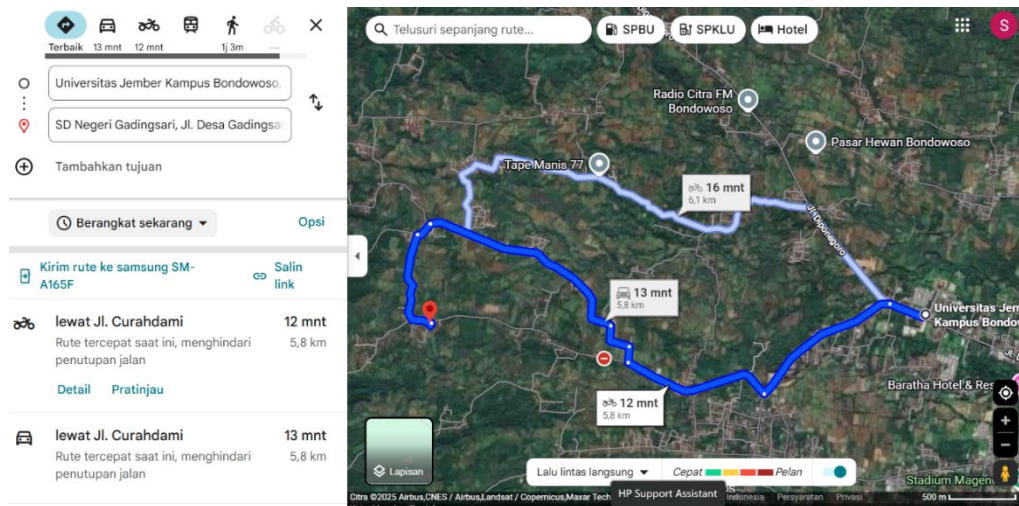 Terbaik 13 mnt 12 mnt 1j 3m
Universitas Jember Kampus Bondowoso,
SD Negeri Gadingsari, Jl. Desa Gadingsa
Tambahkan tujuan
Berangkat sekarang
Opsi
Kirim rute ke samsung SM-
A165F
Salin
link
lewat Jl. Curahdami 12 mnt
Rute tercepat saat ini, menghindari 5,8 km
penutupan jalan
Detail Pratinjau
lewat Jl. Curahdami 13 mnt
Rute tercepat saat ini, menghindari 5,8 km
penutupan jalan
Telusuri sepanjang rute...
SPBU
SPKLU
Hotel
S
Radio Citra FM
Bondowoso
Pasar Hewan Bondowoso
Tape Manis 77
16 mnt
6,1 km
Jl. Diponegoro
13 mnt
5,8 km
Universitas Jem
Kampus Bondo
12 mnt
5,8 km
Baratha Hotel & Res
Lapisan
Lalu lintas langsung
Cepat
Pelan
Stadium Magen
Citra ©2025 Airbus,CNES / Airbus,Landsat / Copernicus,Maxar Tech
HP Support Assistant
Indonesia Persyaratan Privasi
500 m